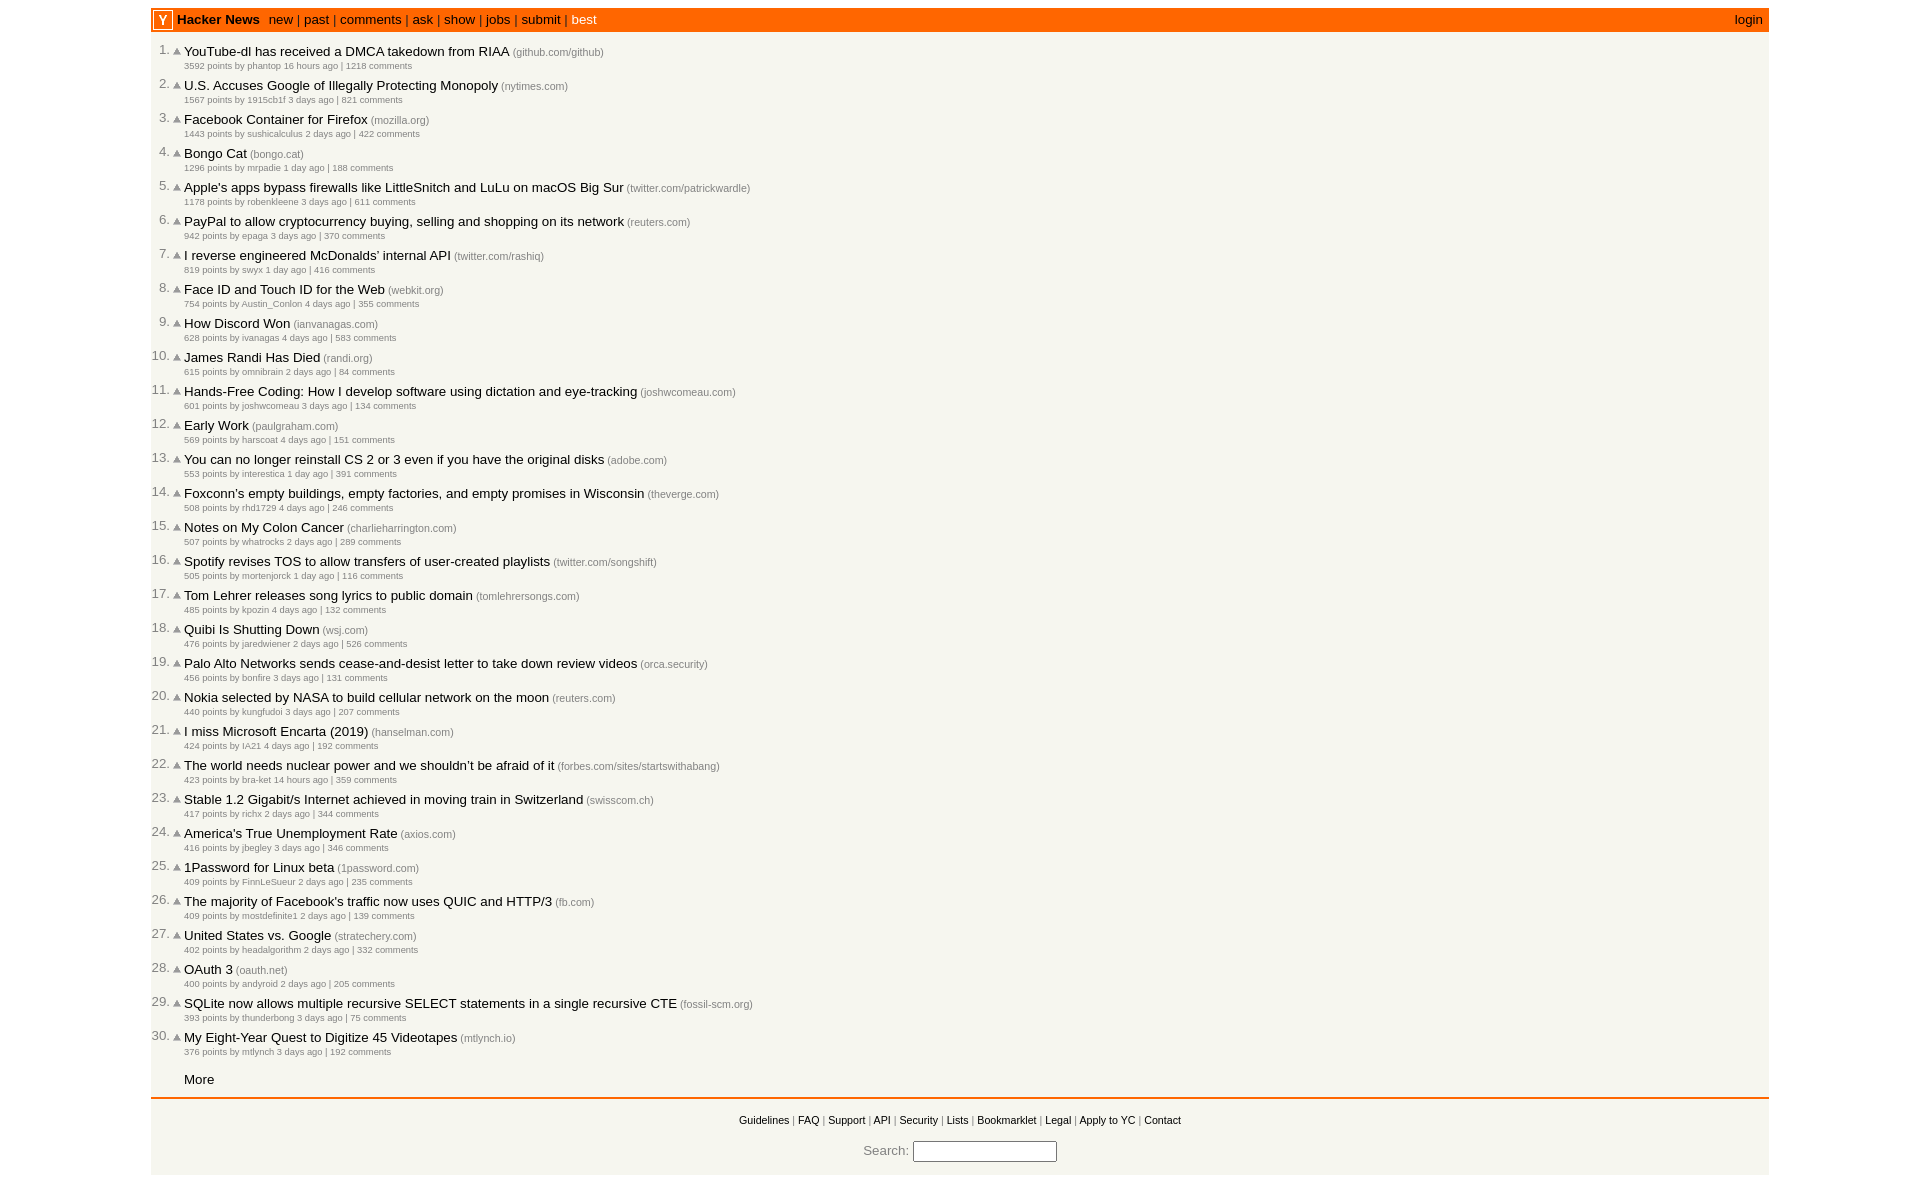 Y Hacker News new | past | comments | ask | show | jobs | submit | best login
1. YouTube-dl has received a DMCA takedown from RIAA (github.com/github)
3592 points by phantop 16 hours ago | 1218 comments
2. U.S. Accuses Google of Illegally Protecting Monopoly (nytimes.com)
1567 points by 1915cb1f 3 days ago | 821 comments
3. Facebook Container for Firefox (mozilla.org)
1443 points by sushicalculus 2 days ago | 422 comments
4. Bongo Cat (bongo.cat)
1296 points by mrpadie 1 day ago | 188 comments
5. Apple's apps bypass firewalls like LittleSnitch and LuLu on macOS Big Sur (twitter.com/patrickwardle)
1178 points by robenkleene 3 days ago | 611 comments
6. PayPal to allow cryptocurrency buying, selling and shopping on its network (reuters.com)
942 points by epaga 3 days ago | 370 comments
7. I reverse engineered McDonalds' internal API (twitter.com/rashiq)
819 points by swyx 1 day ago | 416 comments
8. Face ID and Touch ID for the Web (webkit.org)
754 points by Austin_Conlon 4 days ago | 355 comments
9. How Discord Won (ianvanagas.com)
628 points by ivanagas 4 days ago | 583 comments
10. James Randi Has Died (randi.org)
615 points by omnibrain 2 days ago | 84 comments
11. Hands-Free Coding: How I develop software using dictation and eye-tracking (joshwcomeau.com)
601 points by joshwcomeau 3 days ago | 134 comments
12. Early Work (paulgraham.com)
569 points by harscoat 4 days ago | 151 comments
13. You can no longer reinstall CS 2 or 3 even if you have the original disks (adobe.com)
553 points by interestica 1 day ago | 391 comments
14. Foxconn's empty buildings, empty factories, and empty promises in Wisconsin (theverge.com)
508 points by rhd1729 4 days ago | 246 comments
15. Notes on My Colon Cancer (charlieharrington.com)
507 points by whatrocks 2 days ago | 289 comments
16. Spotify revises TOS to allow transfers of user-created playlists (twitter.com/songshift)
505 points by mortenjorck 1 day ago | 116 comments
17. Tom Lehrer releases song lyrics to public domain (tomlehrersongs.com)
485 points by kpozin 4 days ago | 132 comments
18. Quibi Is Shutting Down (wsj.com)
476 points by jaredwiener 2 days ago | 526 comments
19. Palo Alto Networks sends cease-and-desist letter to take down review videos (orca.security)
456 points by bonfire 3 days ago | 131 comments
20. Nokia selected by NASA to build cellular network on the moon (reuters.com)
440 points by kungfudoi 3 days ago | 207 comments
21. I miss Microsoft Encarta (2019) (hanselman.com)
424 points by IA21 4 days ago | 192 comments
22. The world needs nuclear power and we shouldn’t be afraid of it (forbes.com/sites/startswithabang)
423 points by bra-ket 14 hours ago | 359 comments
23. Stable 1.2 Gigabit/s Internet achieved in moving train in Switzerland (swisscom.ch)
417 points by richx 2 days ago | 344 comments
24. America's True Unemployment Rate (axios.com)
416 points by jbegley 3 days ago | 346 comments
25. 1Password for Linux beta (1password.com)
409 points by FinnLeSueur 2 days ago | 235 comments
26. The majority of Facebook's traffic now uses QUIC and HTTP/3 (fb.com)
409 points by mostdefinite1 2 days ago | 139 comments
27. United States vs. Google (stratechery.com)
402 points by headalgorithm 2 days ago | 332 comments
28. OAuth 3 (oauth.net)
400 points by andyroid 2 days ago | 205 comments
29. SQLite now allows multiple recursive SELECT statements in a single recursive CTE (fossil-scm.org)
393 points by thunderbong 3 days ago | 75 comments
30. My Eight-Year Quest to Digitize 45 Videotapes (mtlynch.io)
376 points by mtlynch 3 days ago | 192 comments
More
Guidelines | FAQ | Support | API | Security | Lists | Bookmarklet | Legal | Apply to YC | Contact
Search: